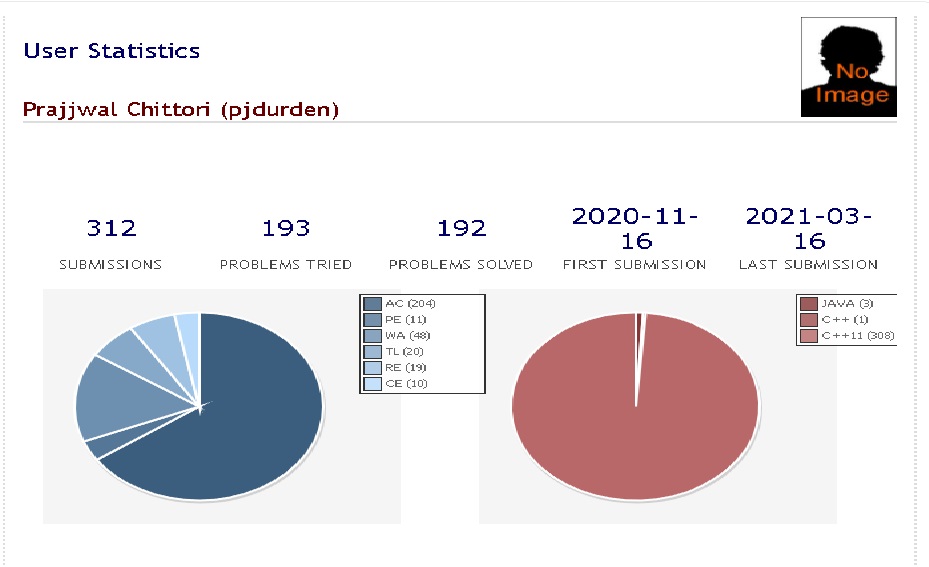 User Statistics
No
Image
Prajjwal Chittori (pjdurden)
312
SUBMISSIONS
193
PROBLEMS TRIED
192
PROBLEMS SOLVED
2020-11-
16
FIRST SUBMISSION
2021-03-
16
LAST SUBMISSION
AC (204)
PE (11)
WA (48)
TL (20)
RE (19)
CE (10)
JAVA (3)
C++ (1)
C++11 (308)